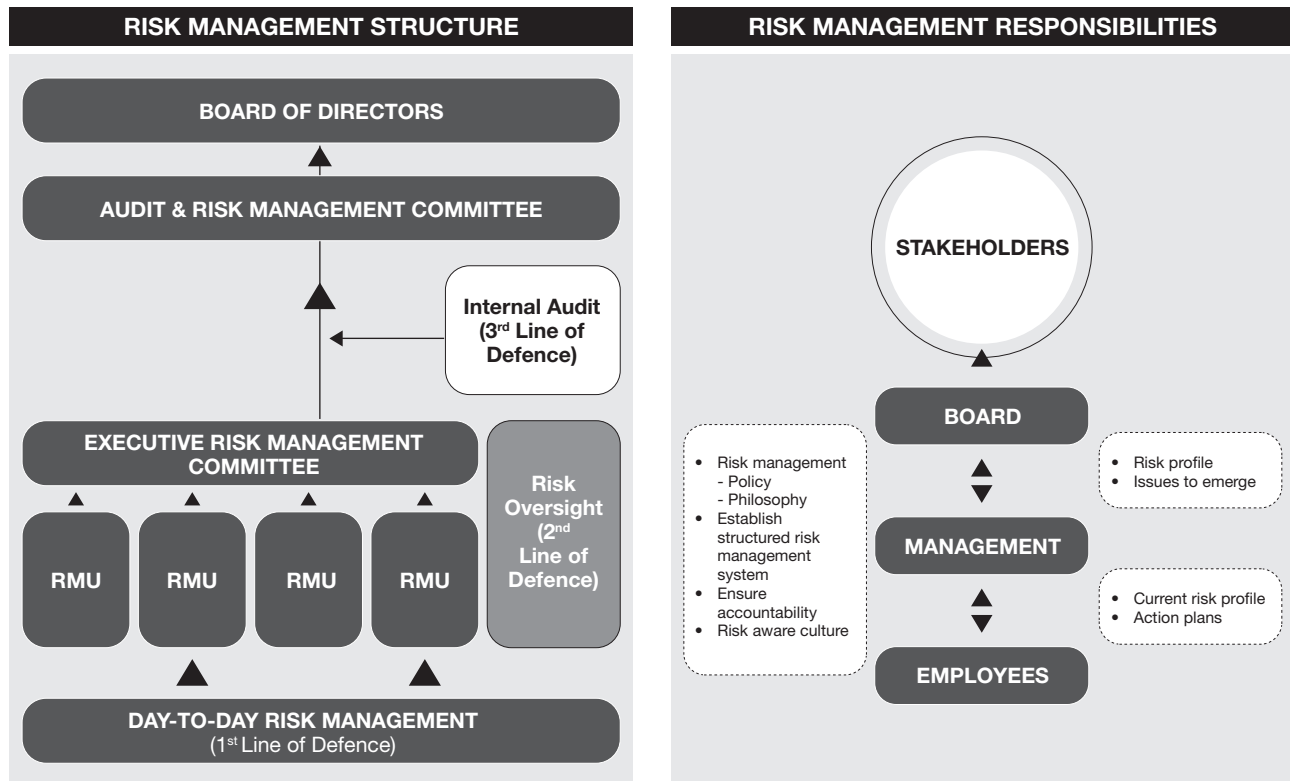 RISK MANAGEMENT STRUCTURE
BOARD OF DIRECTORS
AUDIT & RISK MANAGEMENT COMMITTEE
Internal Audit
(3rd Line of
Defence)
EXECUTIVE RISK MANAGEMENT
COMMITTEE
Risk
Oversight
(2nd
Line of
Defence)
RMU
RMU
RMU
RMU
DAY-TO-DAY RISK MANAGEMENT
(1st Line of Defence)
RISK MANAGEMENT RESPONSIBILITIES
STAKEHOLDERS
BOARD
• Risk management
- Policy
- Philosophy
• Establish
structured risk
management
system
• Ensure
accountability
• Risk aware culture
• Risk profile
• Issues to emerge
MANAGEMENT
• Current risk profile
• Action plans
EMPLOYEES